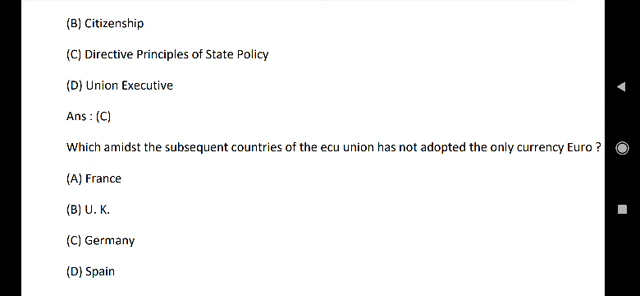 (B) Citizenship
(C) Directive Principles of State Policy
(D) Union Executive
Ans : (C)
Which amidst the subsequent countries of the ecu union has not adopted the only currency Euro ?
(A) France
(B) U. K.
(C) Germany
(D) Spain